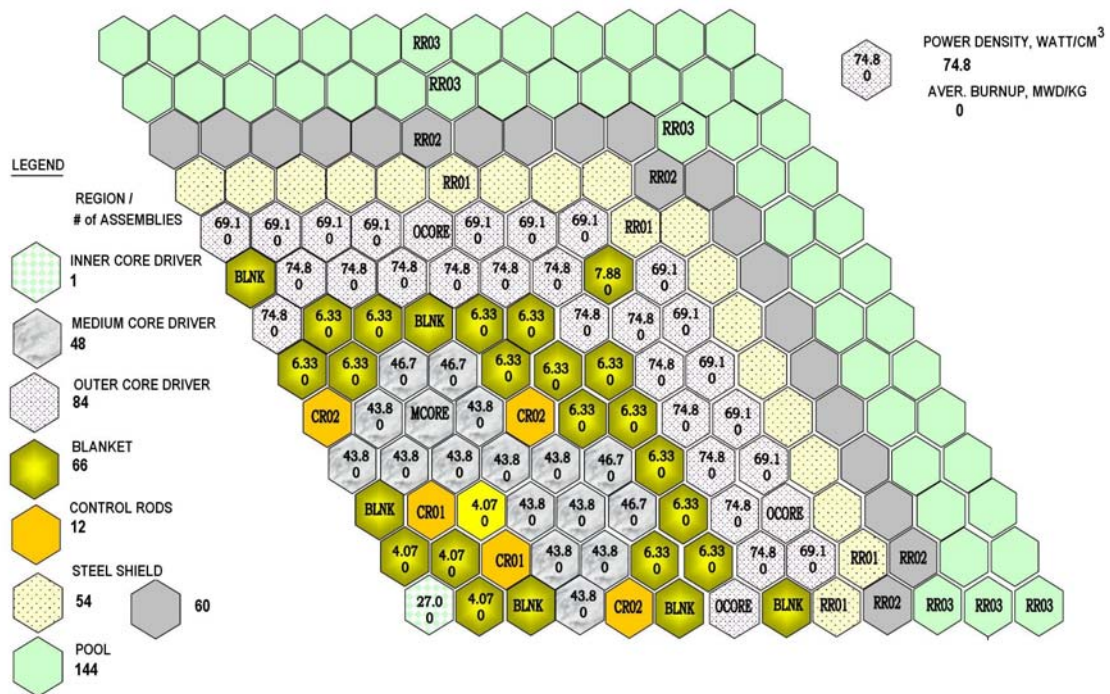 POWER DENSITY, WATT/CM3
74.8
0
74.8
AVER. BURNUP, MWD/KG
0
RR03
RR03
RR02 RR03
RR01 RR02
69.1 69.1 69.1 69.1 OCORE 69.1 69.1 69.1 RR01
0 0 0 0 0 0 0
BLNK 74.8 74.8 74.8 74.8 74.8 74.8 7.88 69.1
0 0 0 0 0 0 0 0
74.8 6.33 6.33 BLNK 6.33 6.33 74.8 74.8 69.1
0 0 0 0 0 0 0 0
6.33 6.33 46.7 46.7 6.33 6.33 6.33 74.8 69.1
0 0 0 0 0 0 0 0 0
CR02 43.8 MCORE 43.8 CR02 6.33 6.33 74.8 69.1
0 0 0 0 0 0
43.8 43.8 43.8 43.8 43.8 46.7 6.33 74.8 69.1
0 0 0 0 0 0 0 0 0
BLNK CR01 4.07 43.8 43.8 46.7 6.33 74.8 OCORE
0 0 0 0 0 0
4.07 4.07 CR01 43.8 43.8 6.33 6.33 74.8 69.1 RR01 RR02
0 0 0 0 0 0 0 0
27.0 4.07 BLNK 43.8 CR02 BLNK OCORE BLNK RR01 RR02 RR03 RR03 RR03
0 0 0
LEGEND
REGION /
# of ASSEMBLIES
INNER CORE DRIVER
1
MEDIUM CORE DRIVER
48
OUTER CORE DRIVER
84
BLANKET
66
CONTROL RODS
12
STEEL SHIELD
54 60
POOL
144